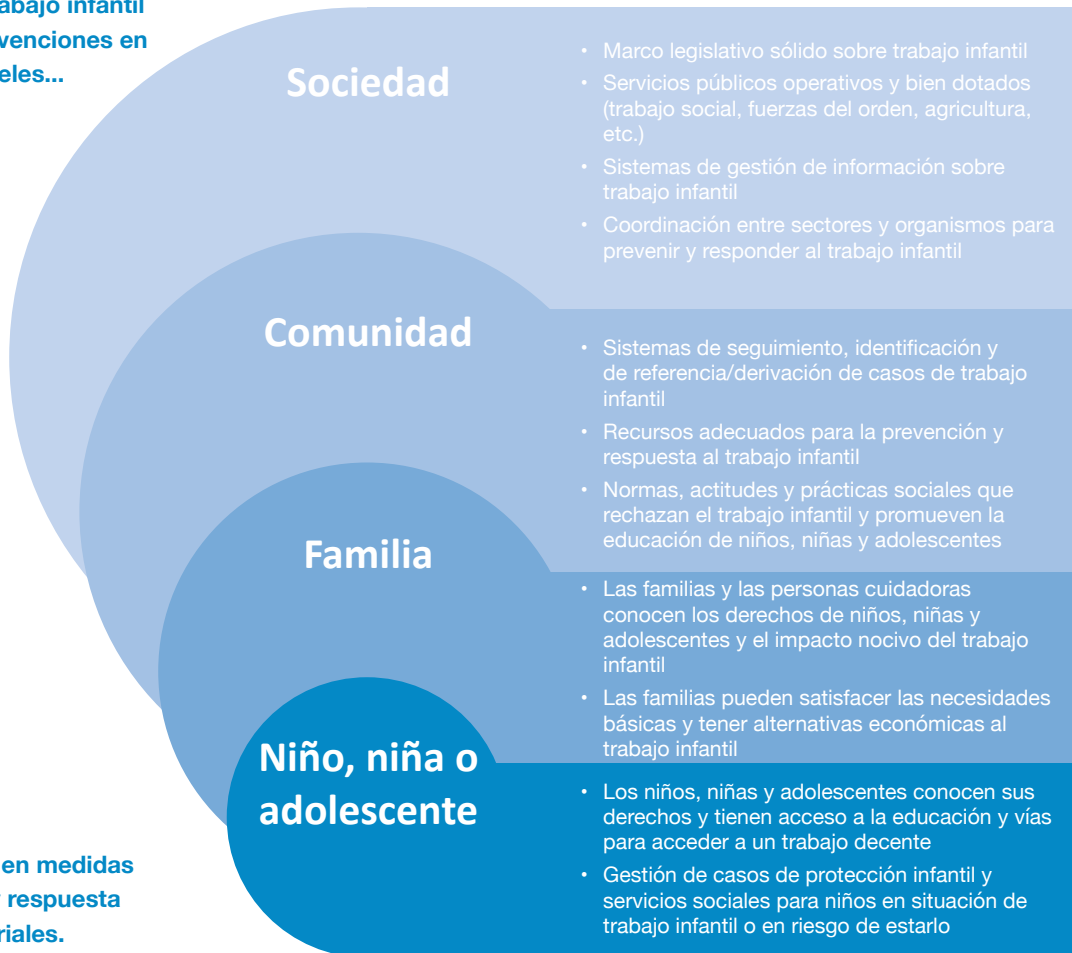 abajo infantil
venciones en
eles...
Sociedad
• Marco legislativo sólido sobre trabajo infantil
• Servicios públicos operativos y bien dotados
(trabajo social, fuerzas del orden, agricultura,
etc.)
• Sistemas de gestión de información sobre
trabajo infantil
• Coordinación entre sectores y organismos para
prevenir y responder al trabajo infantil
Comunidad
• Sistemas de seguimiento, identificación y
de referencia/derivación de casos de trabajo
infantil
• Recursos adecuados para la prevención y
respuesta al trabajo infantil
• Normas, actitudes y prácticas sociales que
rechazan el trabajo infantil y promueven la
educación de niños, niñas y adolescentes
Familia
• Las familias y las personas cuidadoras
conocen los derechos de niños, niñas y
adolescentes y el impacto nocivo del trabajo
infantil
• Las familias pueden satisfacer las necesidades
básicas y tener alternativas económicas al
trabajo infantil
Niño, niña o
adolescente
• Los niños, niñas y adolescentes conocen sus
derechos y tienen acceso a la educación y vías
para acceder a un trabajo decente
• Gestión de casos de protección infantil y
servicios sociales para niños en situación de
trabajo infantil o en riesgo de estarlo
en medidas
respuesta
riales.